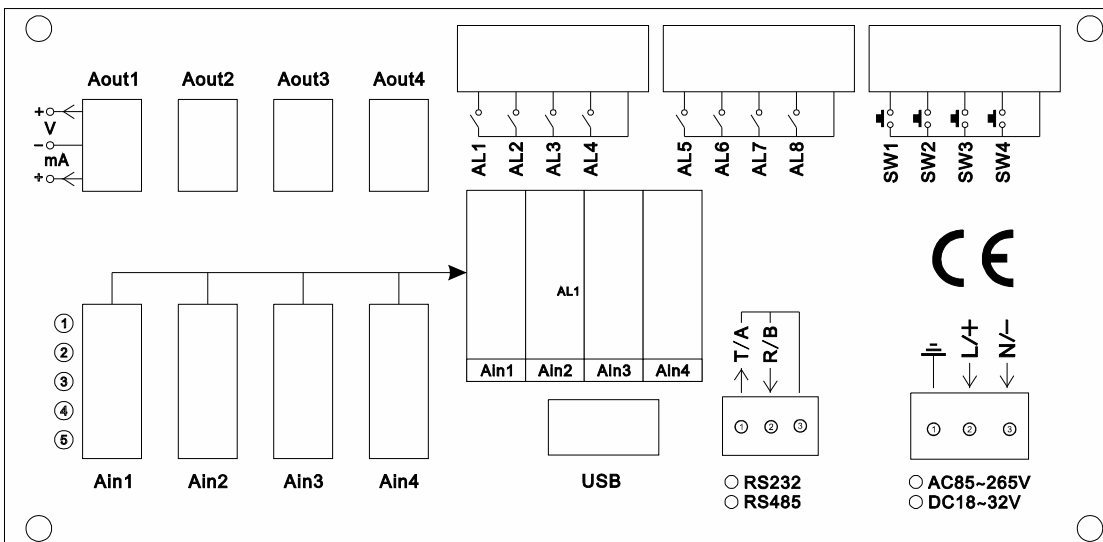 Aout1 Aout2 Aout3 Aout4
+
V
−
mA
+
AL1 AL2 AL3 AL4
AL5 AL6 AL7 AL8
SW1 SW2 SW3 SW4
CE
AL1
Ain1 Ain2 Ain3 Ain4
1
2
3
4
5
Ain1 Ain2 Ain3 Ain4
USB
T/A R/B
1 2 3
RS232
RS485
L/+ N/−
1 2 3
AC85~265V
DC18~32V